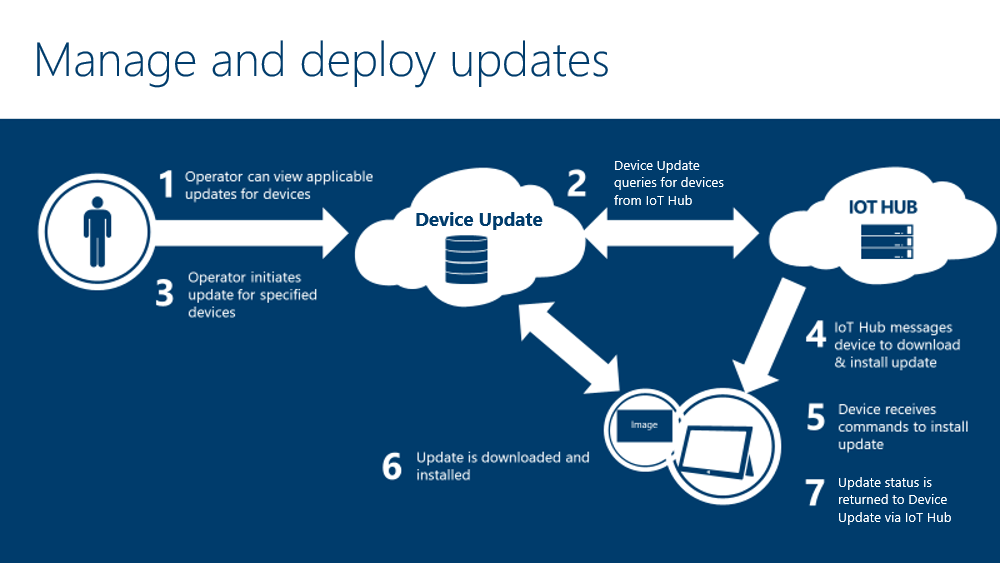 Manage and deploy updates
1
Operator can view applicable
updates for devices
Device Update
2
Device Update
queries for devices
from IoT Hub
IOT HUB
3
Operator initiates
update for specified
devices
4
IoT Hub messages
device to download
& install update
5
Device receives
commands to install
update
Image
6
Update is downloaded and
installed
7
Update status is
returned to Device
Update via IoT Hub